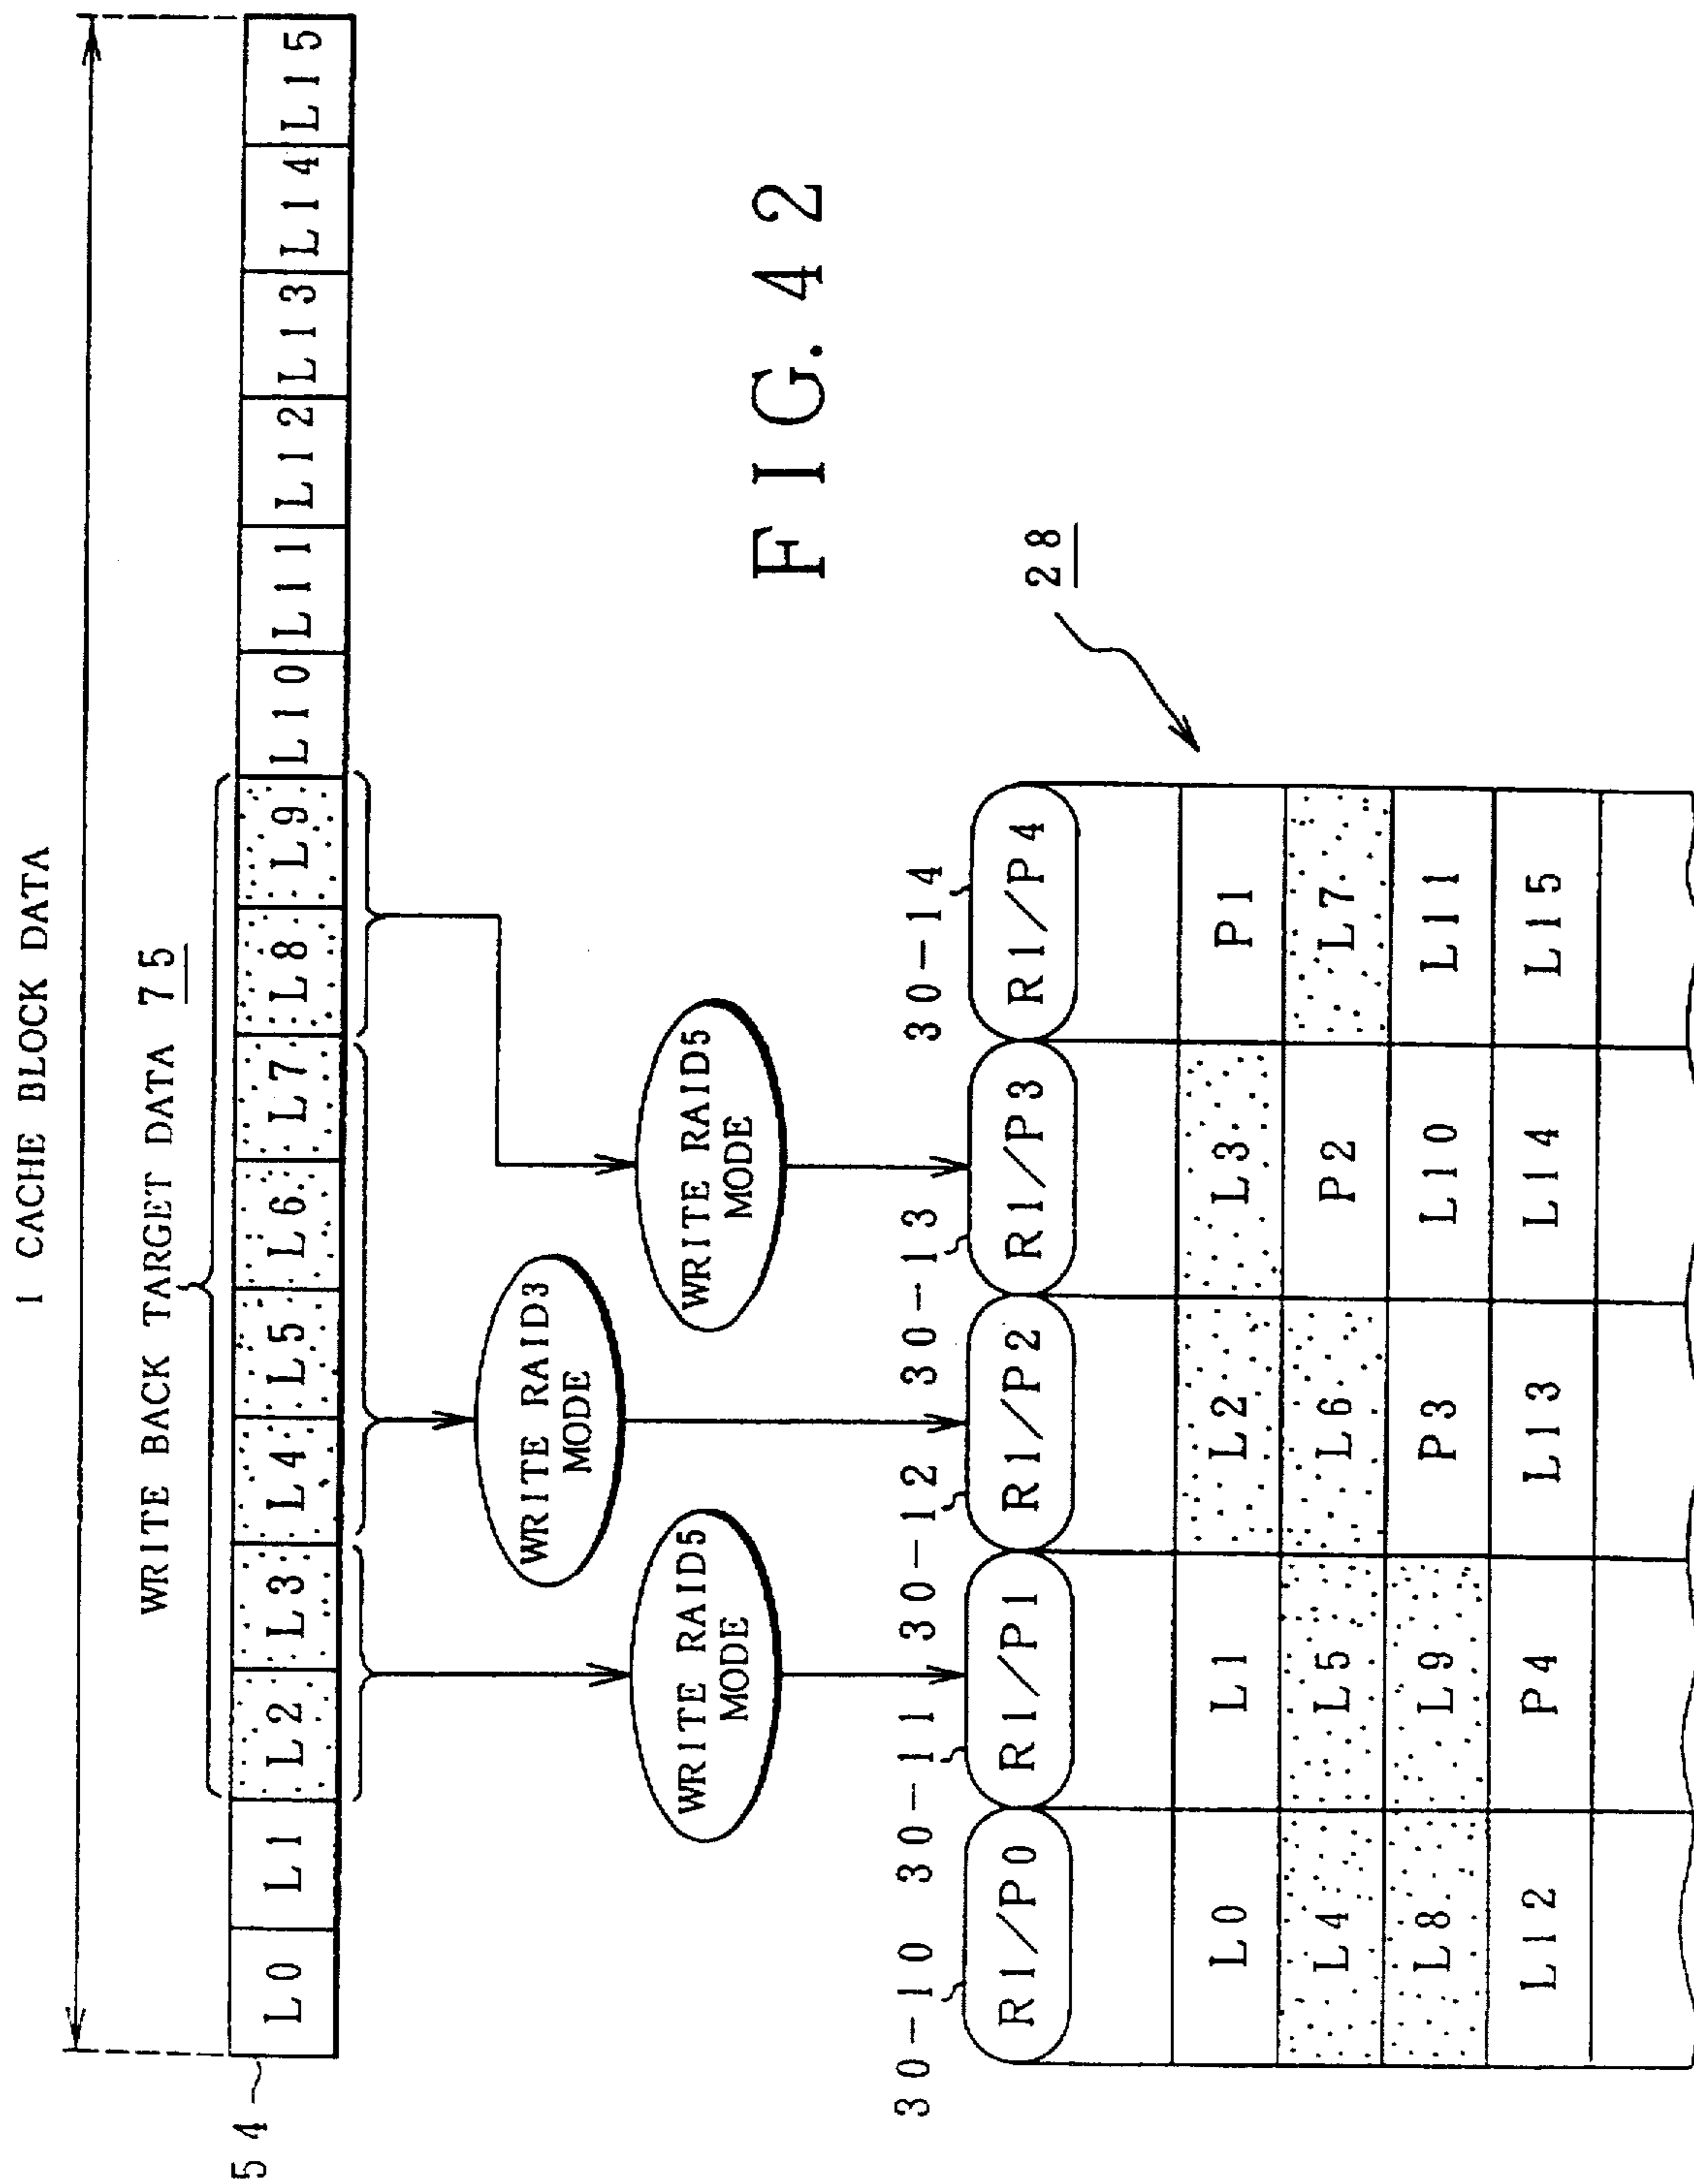 1 CACHE BLOCK DATA
WRITE BACK TARGET DATA 75
54
L0 L1 L2 L3 L4 L5 L6 L7 L8 L9 L10 L11 L12 L13 L14 L15
WRITE RAID3
MODE
WRITE RAID5
MODE
WRITE RAID5
MODE
FIG. 42
30-10 30-11 30-12 30-13 30-14
R1/P0 R1/P1 R1/P2 R1/P3 R1/P4
28
L0 L1 L2 L3 P1
L4 L5 L6 P2 L7
L8 L9 P3 L10 L11
L12 P4 L13 L14 L15